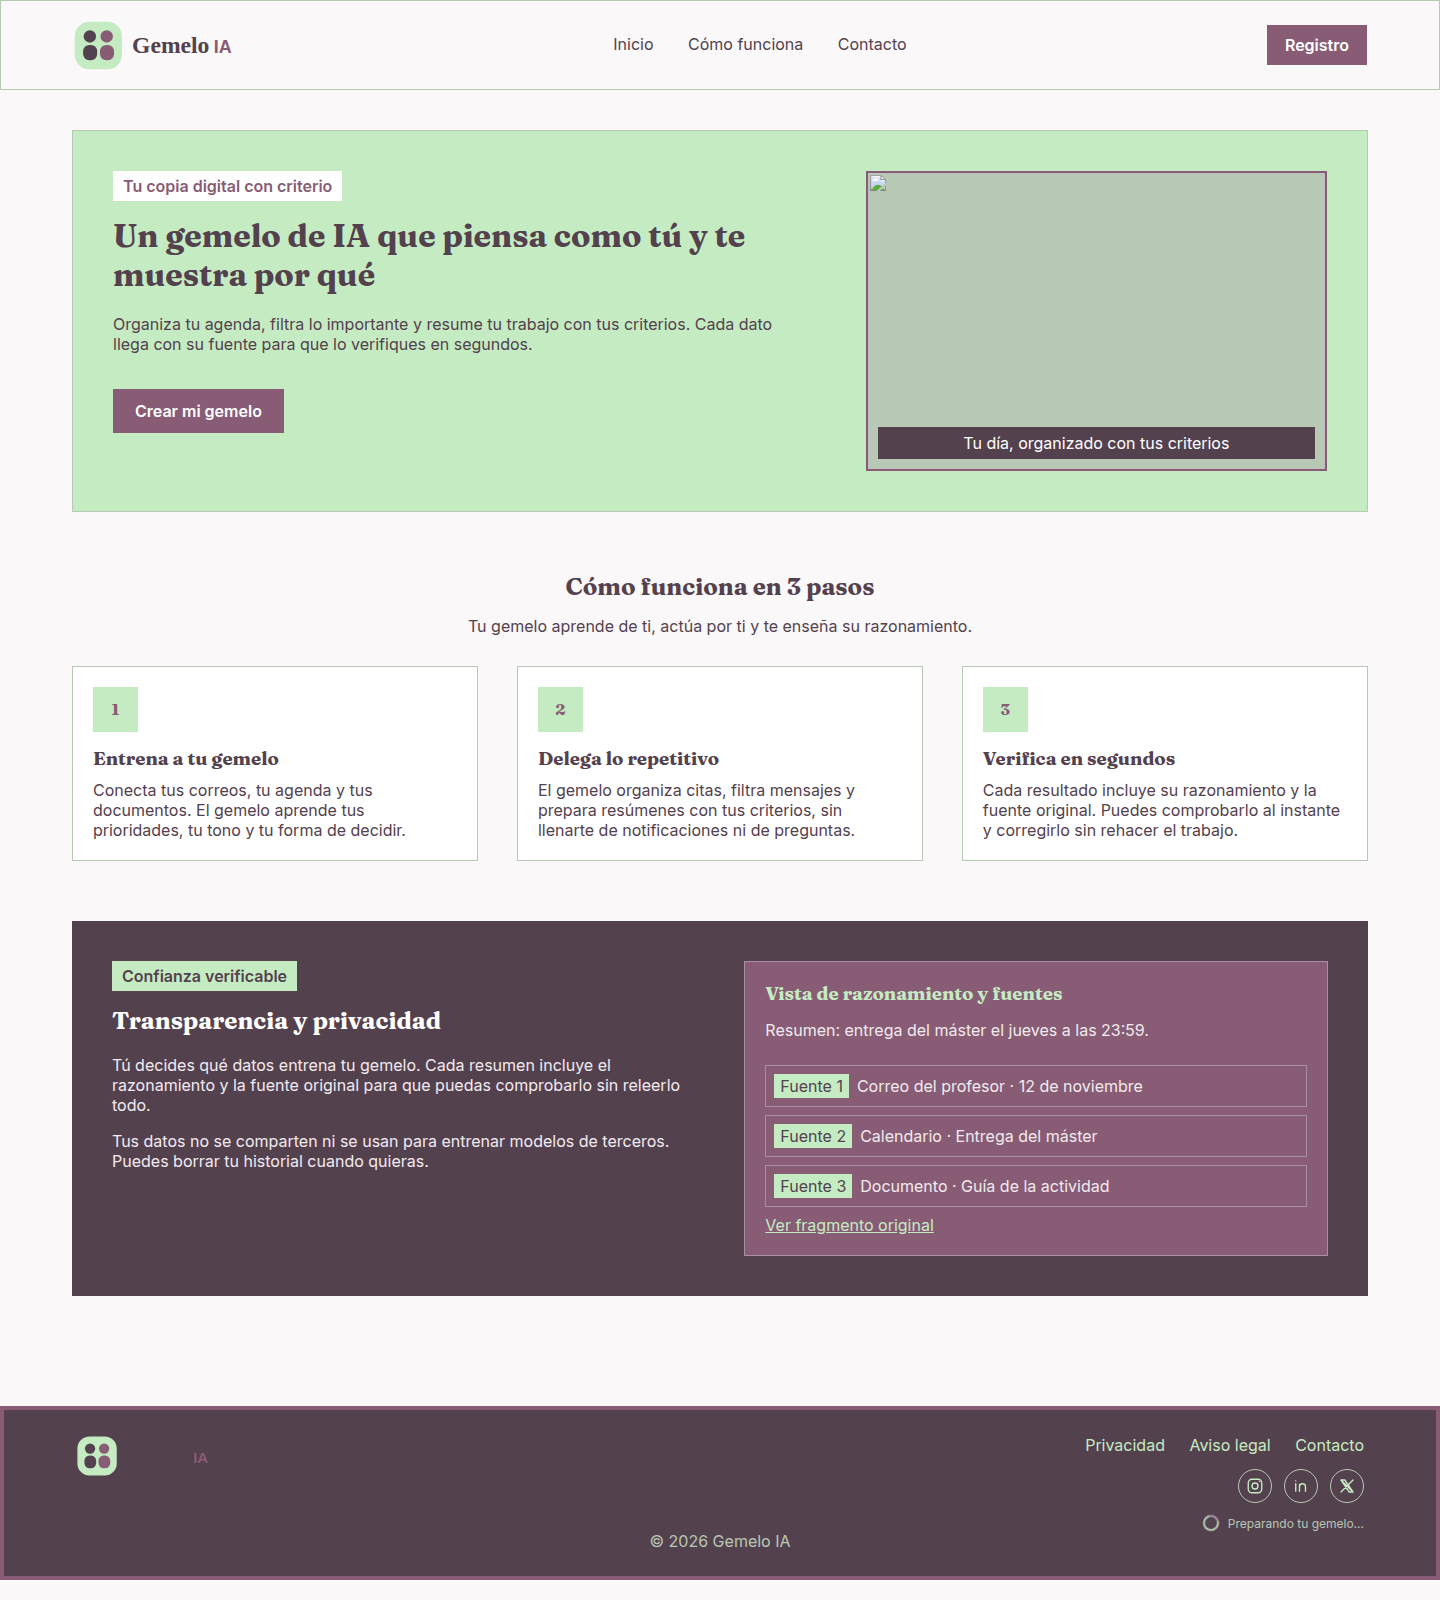 Gemelo IA
Inicio
Cómo funciona
Contacto
Registro
Tu copia digital con criterio
Un gemelo de IA que piensa como tú y te
muestra por qué
Organiza tu agenda, filtra lo importante y resume tu trabajo con tus criterios. Cada dato
llega con su fuente para que lo verifiques en segundos.
Crear mi gemelo
Tu día, organizado con tus criterios
Cómo funciona en 3 pasos
Tu gemelo aprende de ti, actúa por ti y te enseña su razonamiento.
1
Entrena a tu gemelo
Conecta tus correos, tu agenda y tus
documentos. El gemelo aprende tus
prioridades, tu tono y tu forma de decidir.
2
Delega lo repetitivo
El gemelo organiza citas, filtra mensajes y
prepara resúmenes con tus criterios, sin
llenarte de notificaciones ni de preguntas.
3
Verifica en segundos
Cada resultado incluye su razonamiento y la
fuente original. Puedes comprobarlo al instante
y corregirlo sin rehacer el trabajo.
Confianza verificable
Transparencia y privacidad
Tú decides qué datos entrena tu gemelo. Cada resumen incluye el
razonamiento y la fuente original para que puedas comprobarlo sin releerlo
todo.
Tus datos no se comparten ni se usan para entrenar modelos de terceros.
Puedes borrar tu historial cuando quieras.
Vista de razonamiento y fuentes
Resumen: entrega del máster el jueves a las 23:59.
Fuente 1 Correo del profesor · 12 de noviembre
Fuente 2 Calendario · Entrega del máster
Fuente 3 Documento · Guía de la actividad
Ver fragmento original
IA
Privacidad
Aviso legal
Contacto
Preparando tu gemelo...
© 2026 Gemelo IA